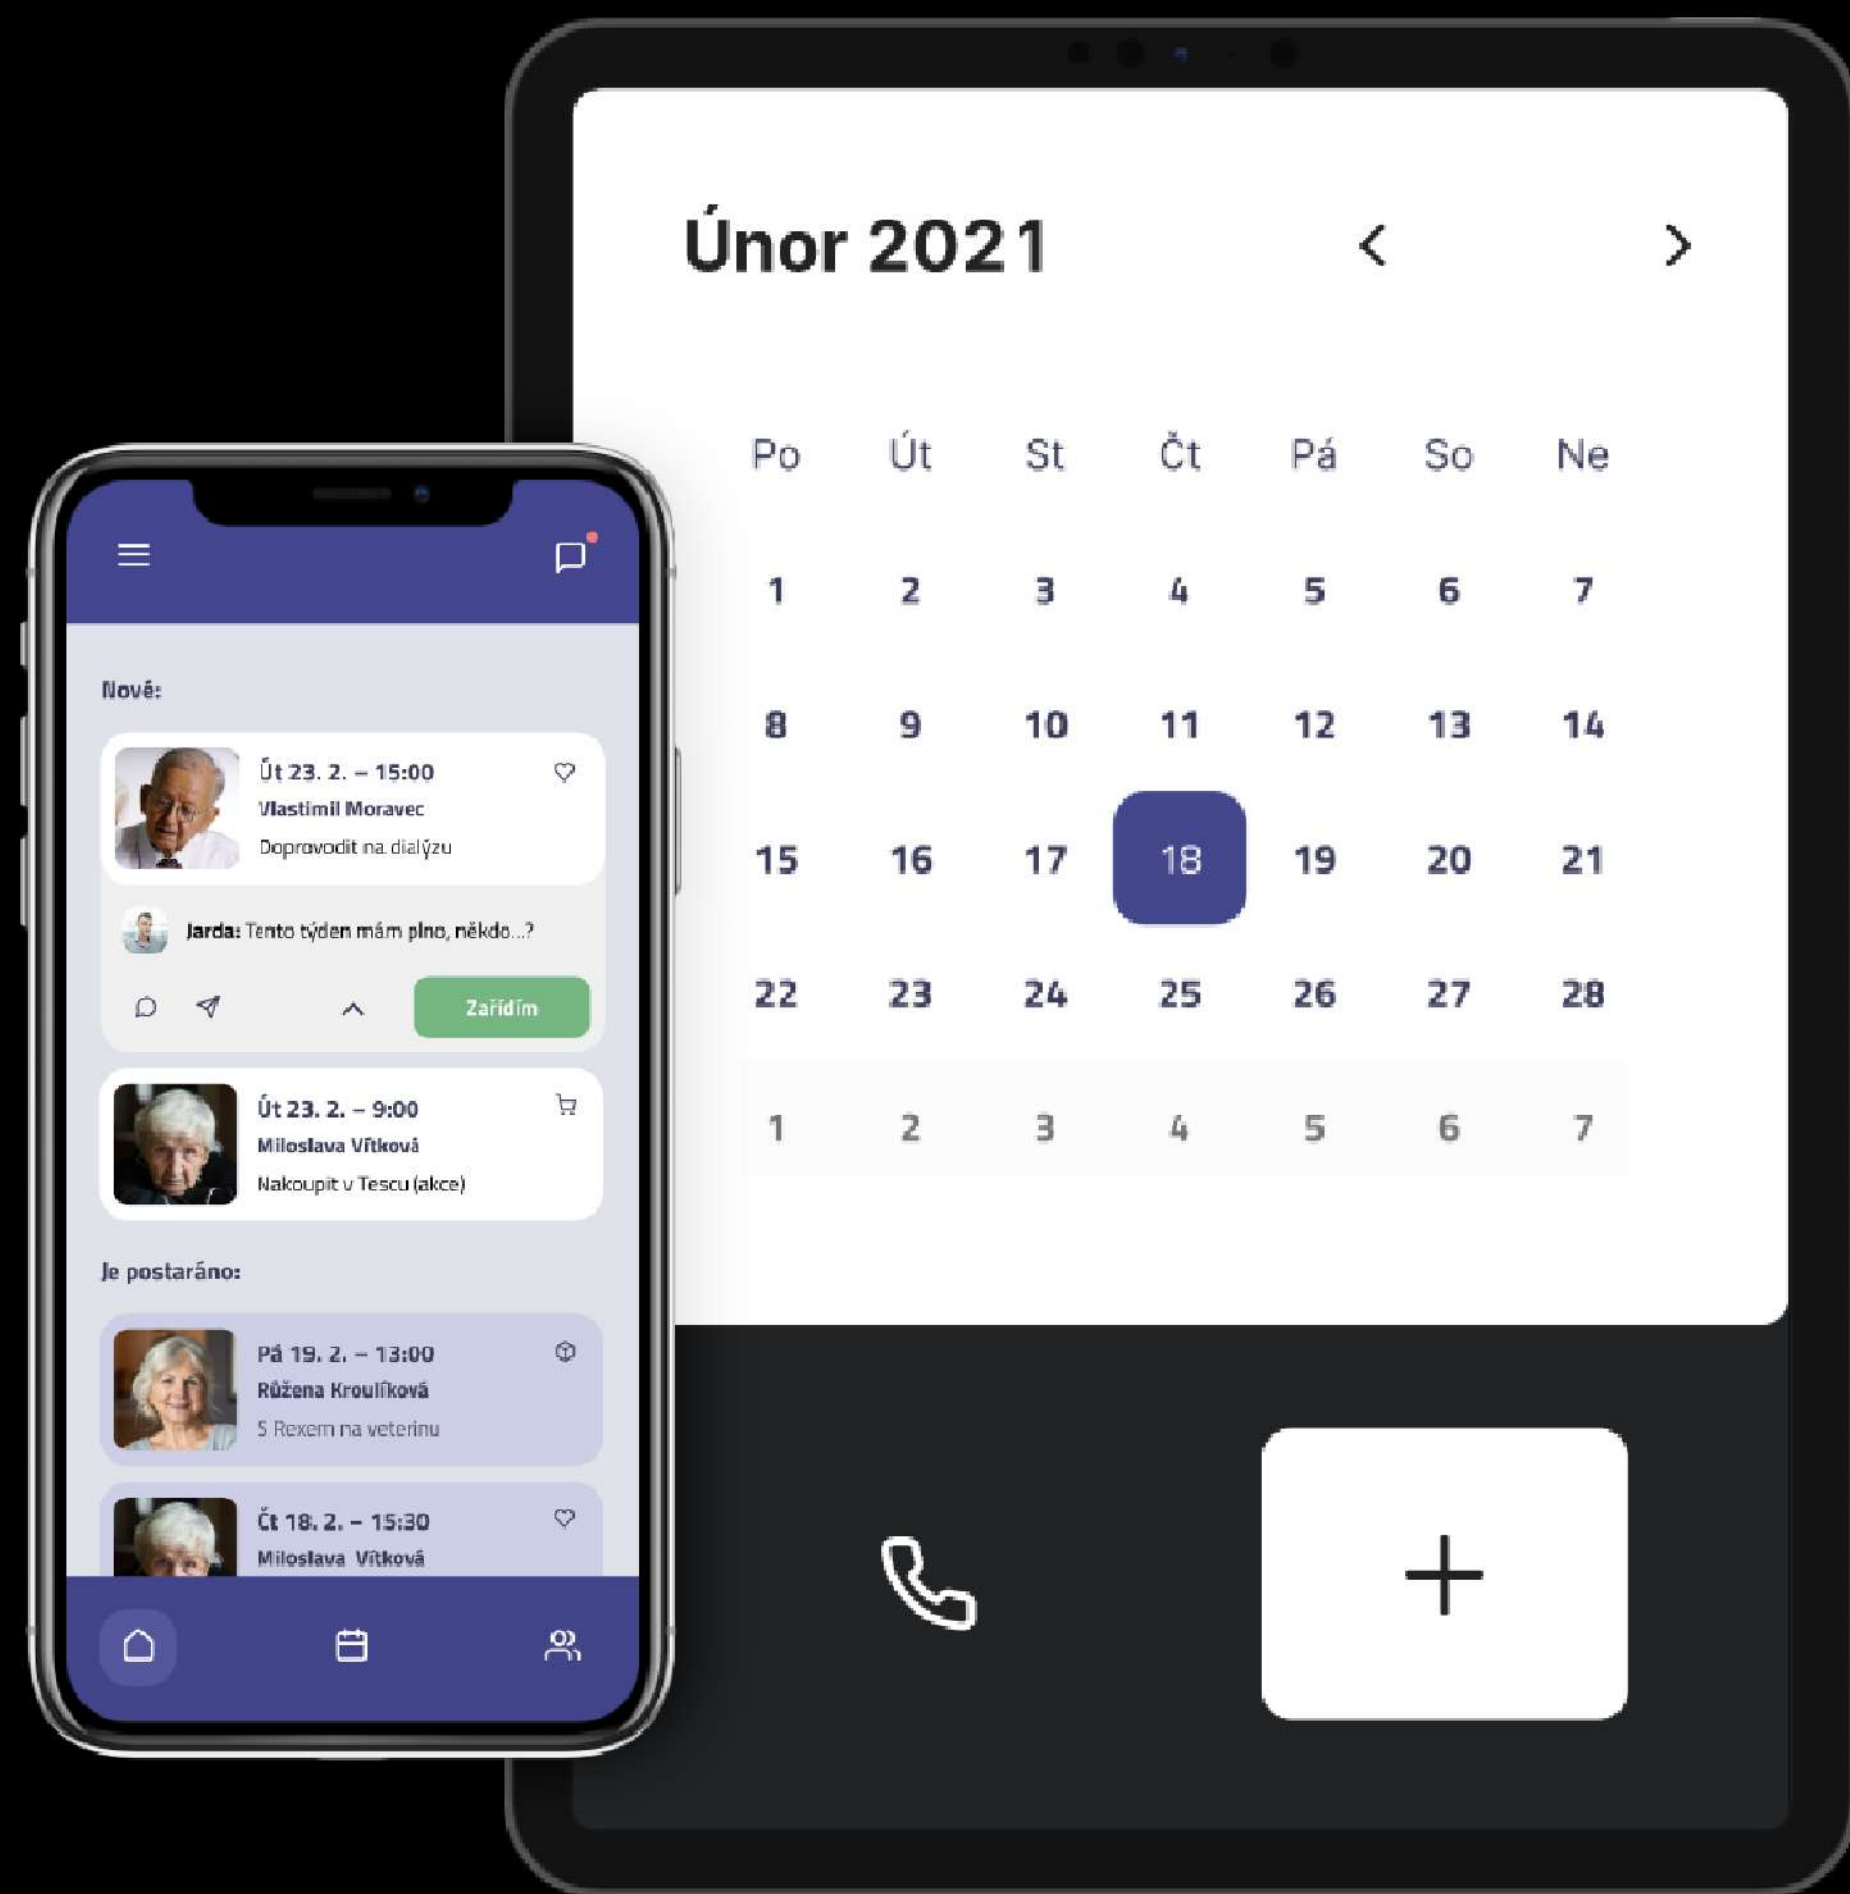 Únor 2021
Po Út St Čt Pá So Ne
1 2 3 4 5 6 7
8 9 10 11 12 13 14
15 16 17 18 19 20 21
22 23 24 25 26 27 28
1 2 3 4 5 6 7
Nové:
Út 23. 2. – 15:00
Vlastimil Moravec
Doprovodit na dialýzu
Jarda: Tento týden mám plno, někdo...?
Zařídím
Út 23. 2. – 9:00
Miloslava Vítková
Nakoupit v Tescu (akce)
Je postaráno:
Pá 19. 2. – 13:00
Růžena Kroulíková
S Rexem na veterinu
Čt 18. 2. – 15:30
Miloslava Vítková